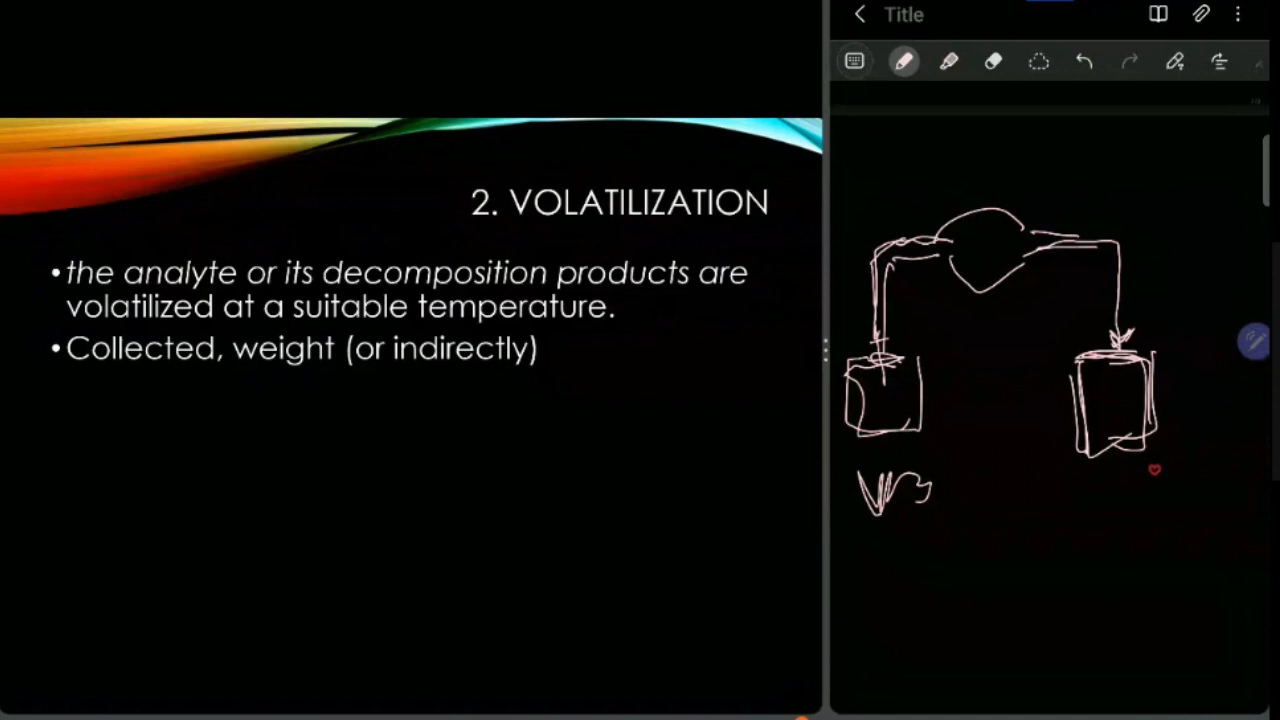 Title
2. VOLATILIZATION
• the analyte or its decomposition products are
volatilized at a suitable temperature.
• Collected, weight (or indirectly)